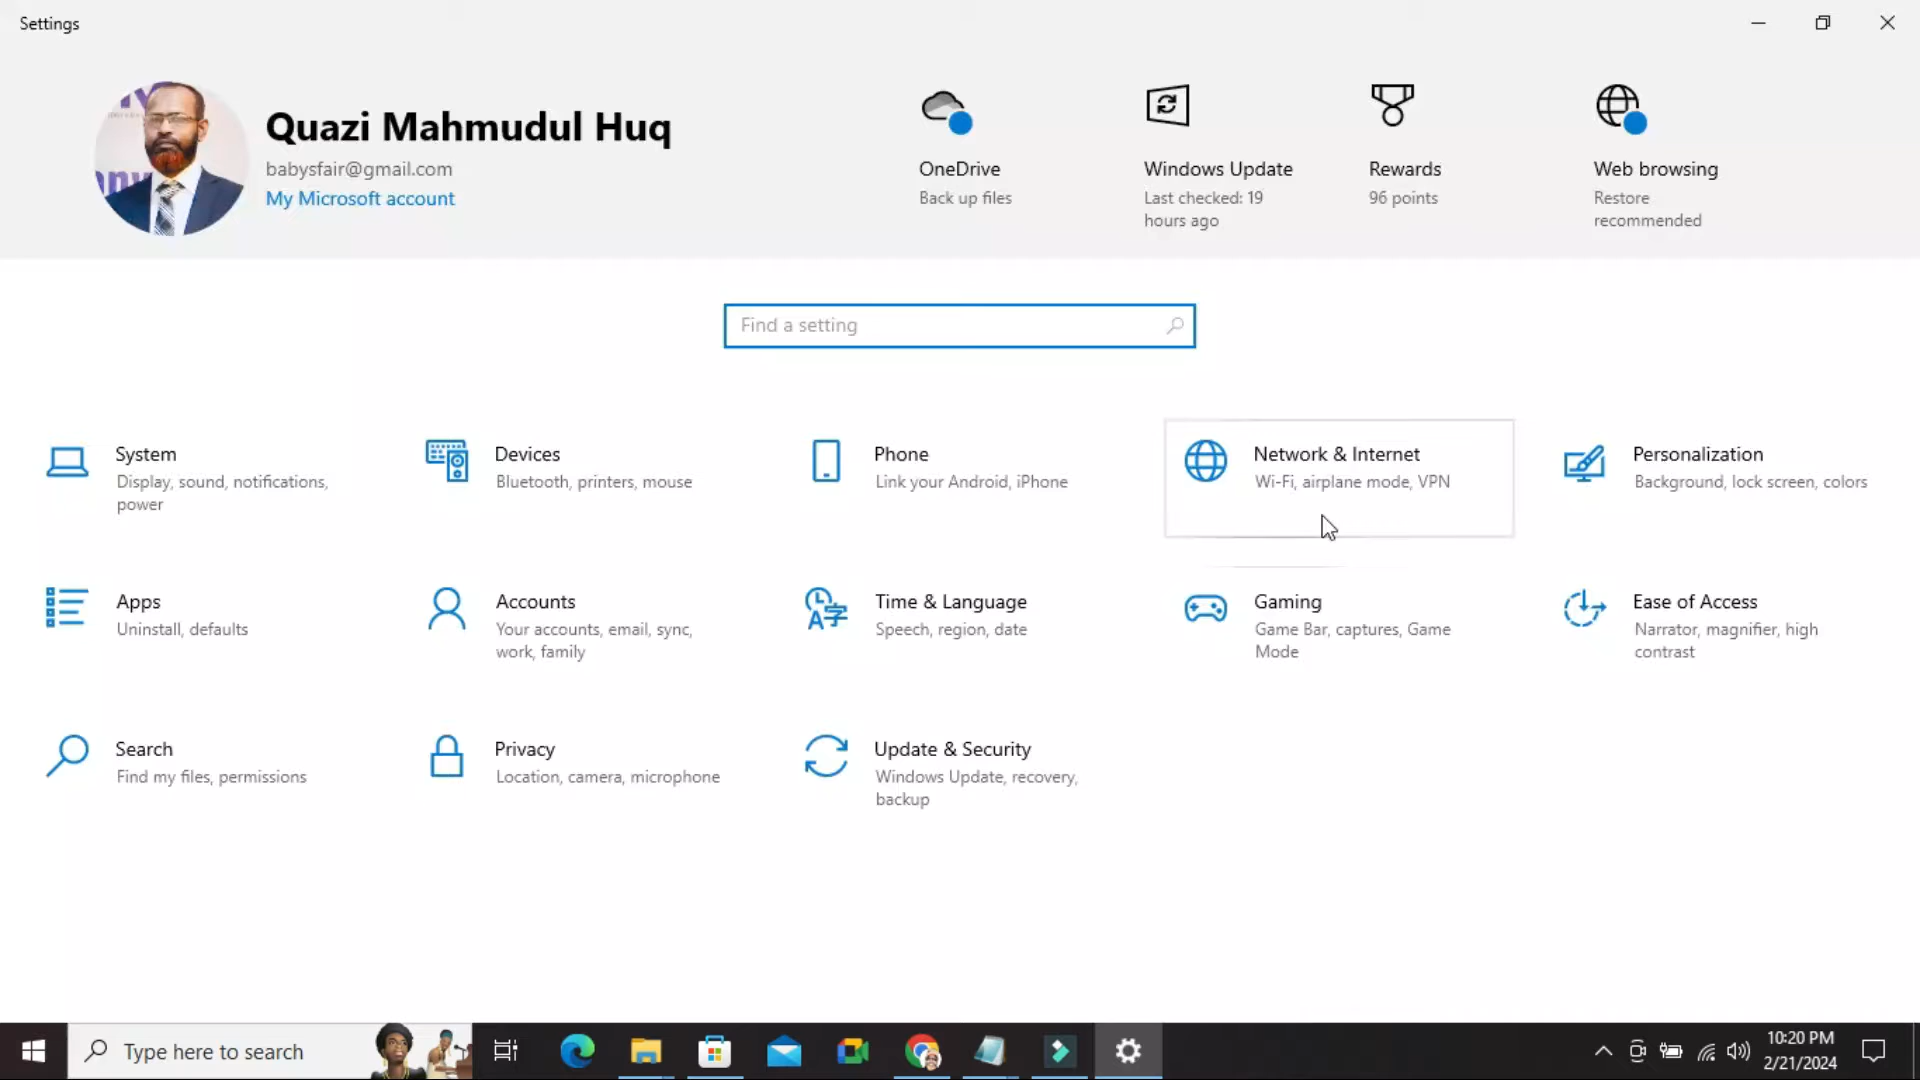 Settings
Quazi Mahmudul Huq
babysfair@gmail.com
My Microsoft account
OneDrive
Back up files
Windows Update
Last checked: 19
hours ago
Rewards
96 points
Web browsing
Restore
recommended
Find a setting
System
Display, sound, notifications,
power
Devices
Bluetooth, printers, mouse
Phone
Link your Android, iPhone
Network & Internet
Wi-Fi, airplane mode, VPN
Personalization
Background, lock screen, colors
Apps
Uninstall, defaults
Accounts
Your accounts, email, sync,
work, family
Time & Language
Speech, region, date
Gaming
Game Bar, captures, Game
Mode
Ease of Access
Narrator, magnifier, high
contrast
Search
Find my files, permissions
Privacy
Location, camera, microphone
Update & Security
Windows Update, recovery,
backup
Type here to search
10:20 PM
2/21/2024